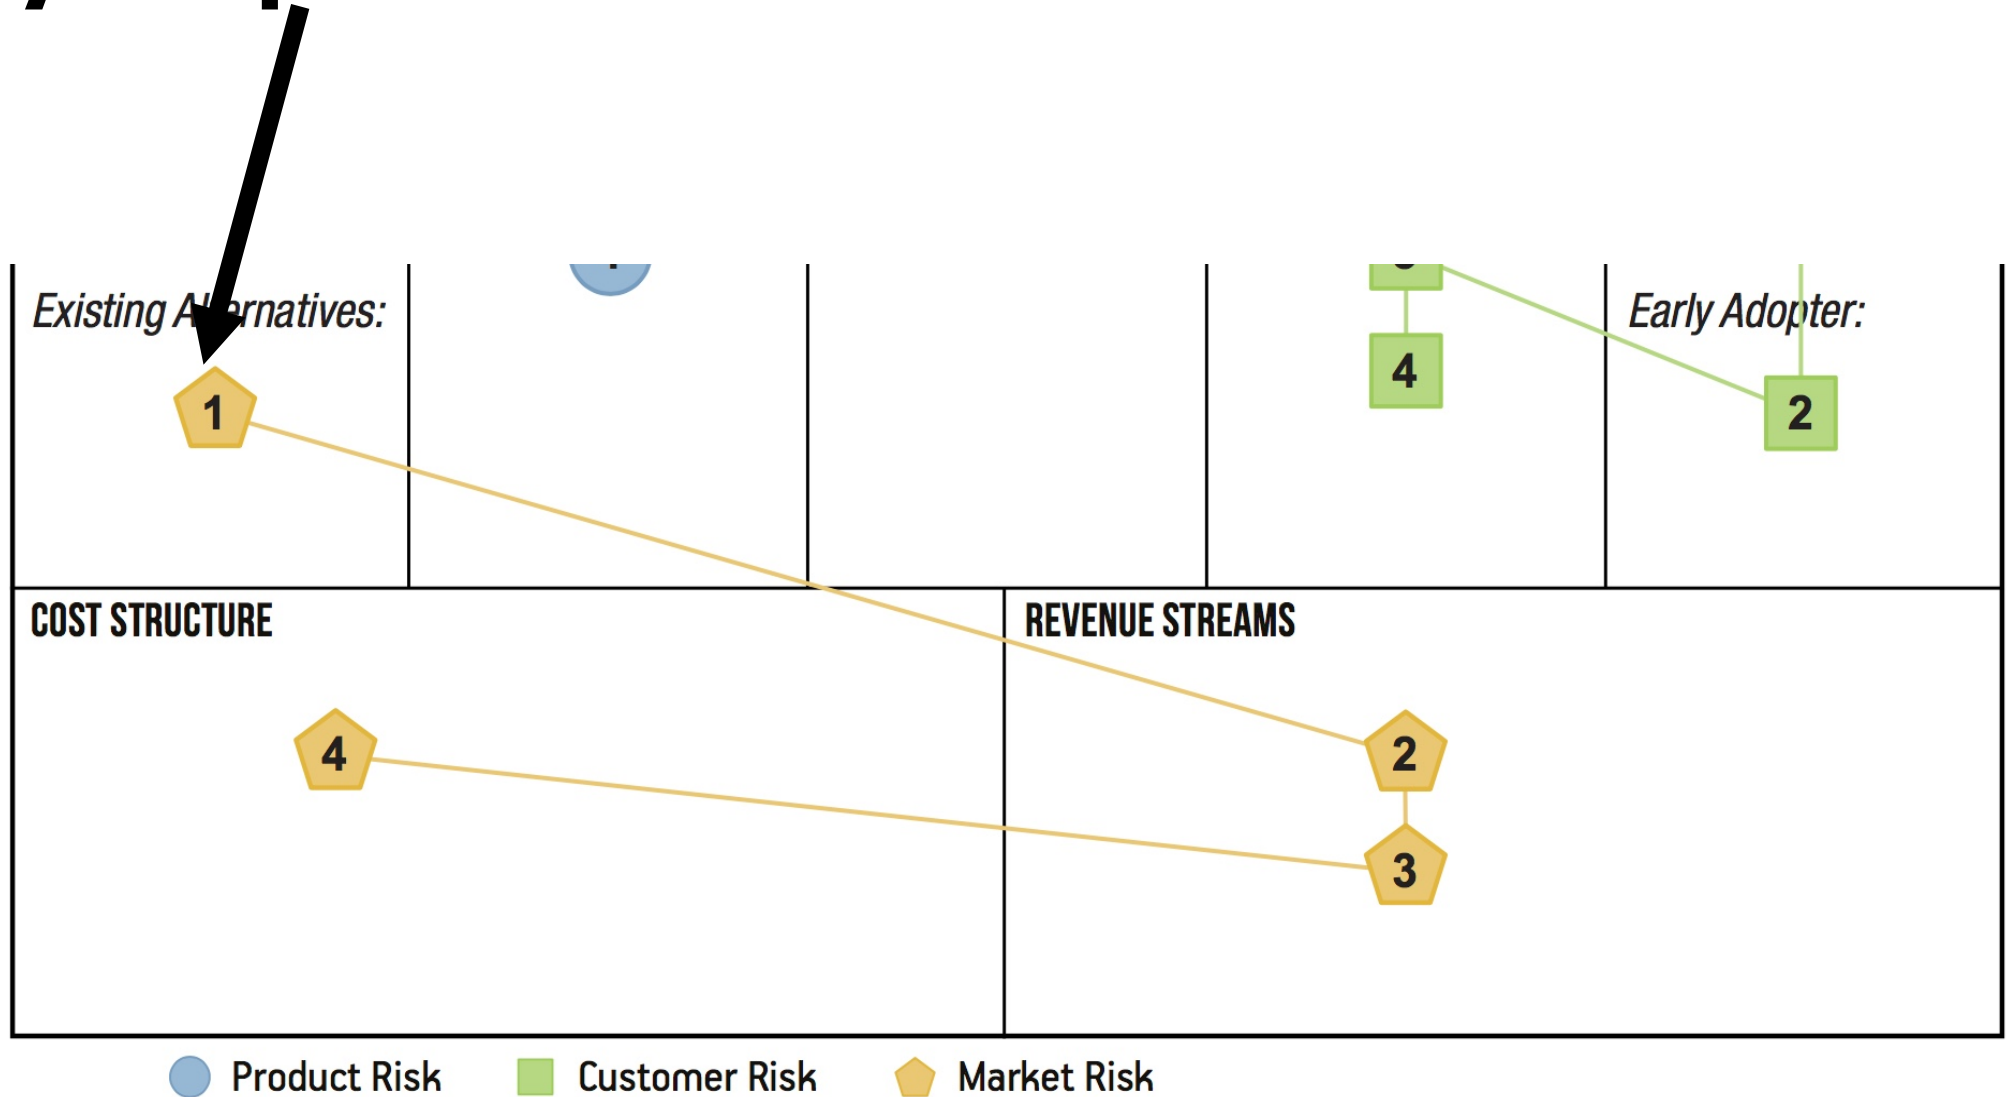 Existing Alternatives:
Early Adopter:
4
1
2
COST STRUCTURE
REVENUE STREAMS
4
2
3
Product Risk
Customer Risk
Market Risk